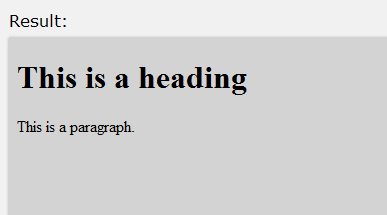 Result:
This is a heading
This is a paragraph.